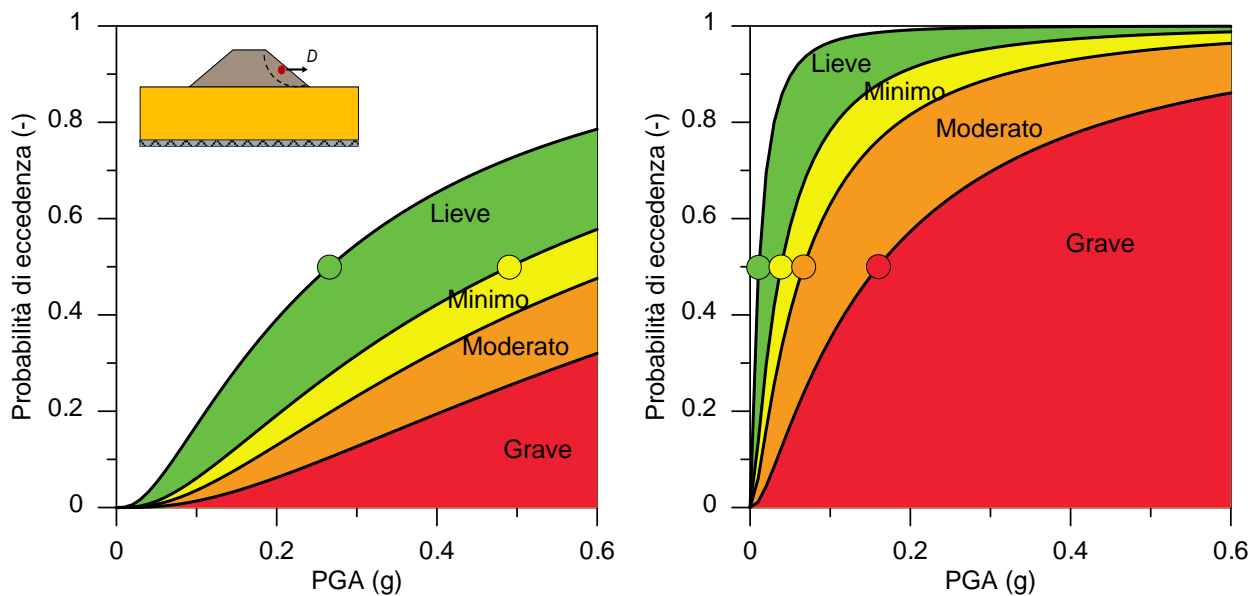 1
0.8
0.6
0.4
0.2
0
Probabilità di eccedenza (-)
D
Lieve
Minimo
Moderato
Grave
0
0.2
0.4
0.6
PGA (g)
1
0.8
0.6
0.4
0.2
0
Probabilità di eccedenza (-)
Lieve
Minimo
Moderato
Grave
0
0.2
0.4
0.6
PGA (g)